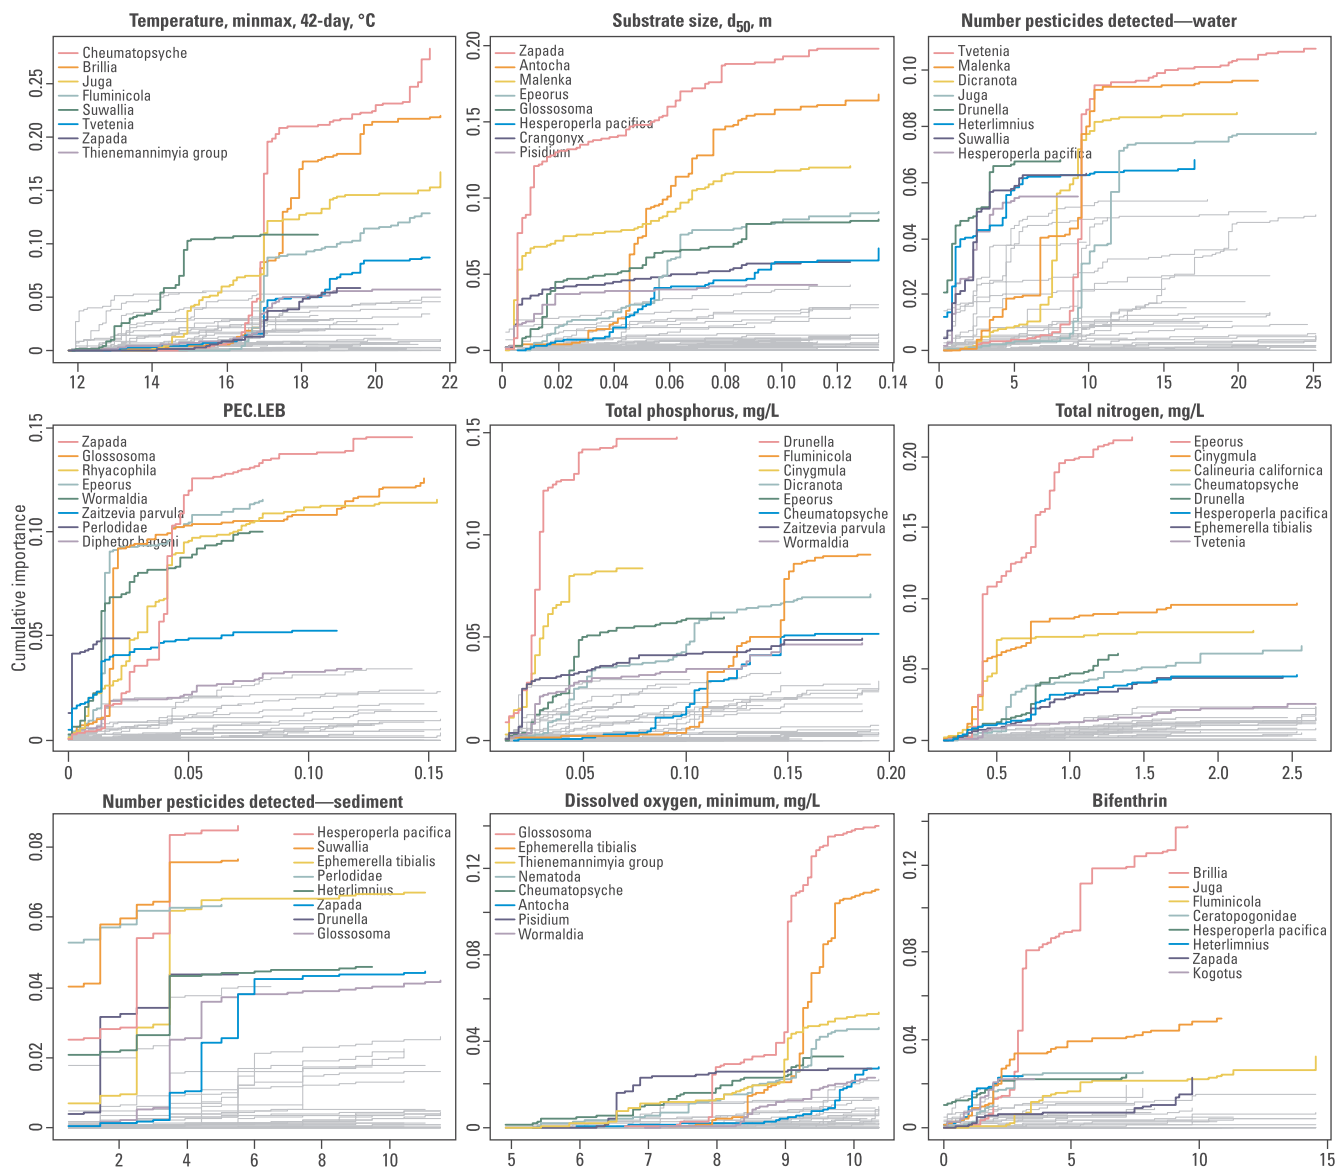 Temperature, minmax, 42-day, °C
Cheumatopsyche
Brillia
Juga
Fluminicola
Suwallia
Tvetenia
Zapada
Thienemannimyia group
0.25
0.20
0.15
0.10
0.05
0
12 14 16 18 20 22
Substrate size, d50, m
Zapada
Antocha
Malenka
Epeorus
Glossosoma
Hesperoperla pacifica
Crangonyx
Pisidium
0.20
0.15
0.10
0.05
0
0 0.02 0.04 0.06 0.08 0.10 0.12 0.14
Number pesticides detected—water
Tvetenia
Malenka
Dicranota
Juga
Drunella
Heterlimnius
Suwallia
Hesperoperla pacifica
0.10
0.08
0.06
0.04
0.02
0
0 5 10 15 20 25
Cumulative importance
PEC.LEB
Zapada
Glossosoma
Rhyacophila
Epeorus
Wormaldia
Zaitzevia parvula
Perlodidae
Diphetor hageni
0.15
0.10
0.05
0
0 0.05 0.10 0.15
Total phosphorus, mg/L
Drunella
Fluminicola
Cinygmula
Dicranota
Epeorus
Cheumatopsyche
Zaitzevia parvula
Wormaldia
0.15
0.10
0.05
0
0.05 0.10 0.15 0.20
Total nitrogen, mg/L
Epeorus
Cinygmula
Calineuria californica
Cheumatopsyche
Drunella
Hesperoperla pacifica
Ephemerella tibialis
Tvetenia
0.20
0.15
0.10
0.05
0
0.5 1.0 1.5 2.0 2.5
Number pesticides detected—sediment
Hesperoperla pacifica
Suwallia
Ephemerella tibialis
Perlodidae
Heterlimnius
Zapada
Drunella
Glossosoma
0.08
0.06
0.04
0.02
0
2 4 6 8 10
Dissolved oxygen, minimum, mg/L
Glossosoma
Ephemerella tibialis
Thienemannimyia group
Nematoda
Cheumatopsyche
Antocha
Pisidium
Wormaldia
0.12
0.08
0.04
0
5 6 7 8 9 10
Bifenthrin
Brillia
Juga
Fluminicola
Ceratopogonidae
Hesperoperla pacifica
Heterlimnius
Zapada
Kogotus
0.12
0.08
0.04
0
0 5 10 15